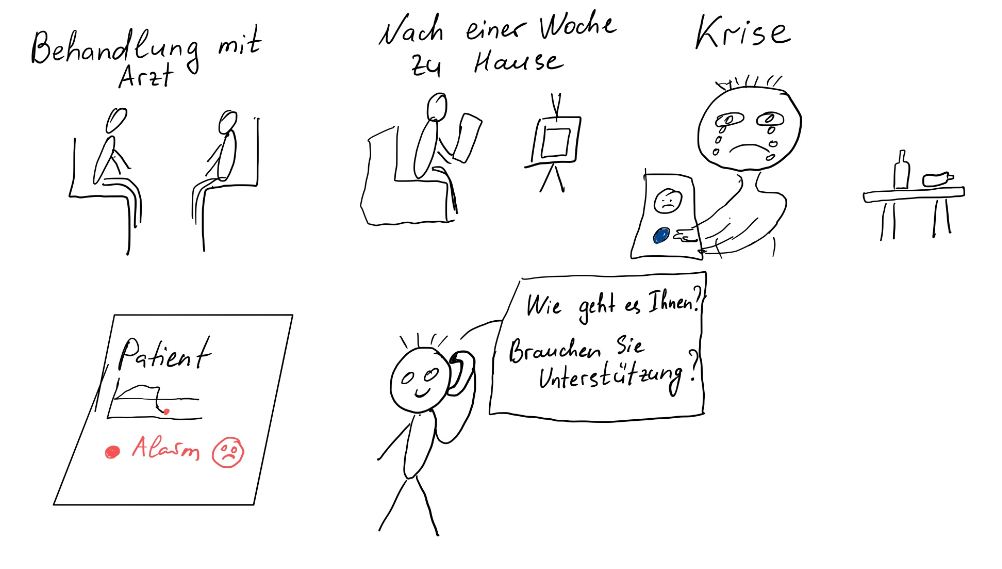 Behandlung mit
Arzt
Nach einer Woche
zu Hause
Krise
Patient
Alarm
Wie geht es Ihnen?
Brauchen Sie
Unterstützung?